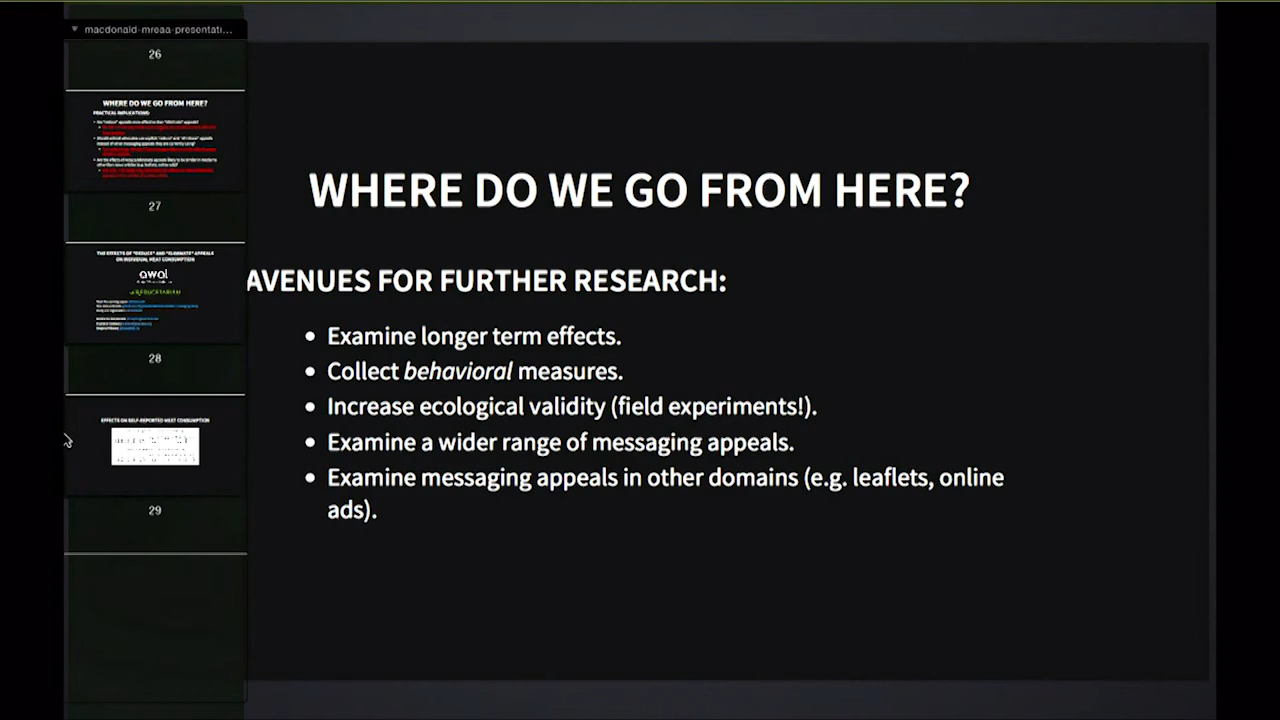 macdonald-mreaa-presentati...
26
WHERE DO WE GO FROM HERE?
PRACTICAL IMPLICATIONS:
27
THE EFFECTS OF "REDUCE" AND "ELIMINATE" APPEALS
ON INDIVIDUAL MEAT CONSUMPTION
28
EFFECTS ON SELF-REPORTED MEAT CONSUMPTION
29
WHERE DO WE GO FROM HERE?
AVENUES FOR FURTHER RESEARCH:
• Examine longer term effects.
• Collect behavioral measures.
• Increase ecological validity (field experiments!).
• Examine a wider range of messaging appeals.
• Examine messaging appeals in other domains (e.g. leaflets, online
ads).